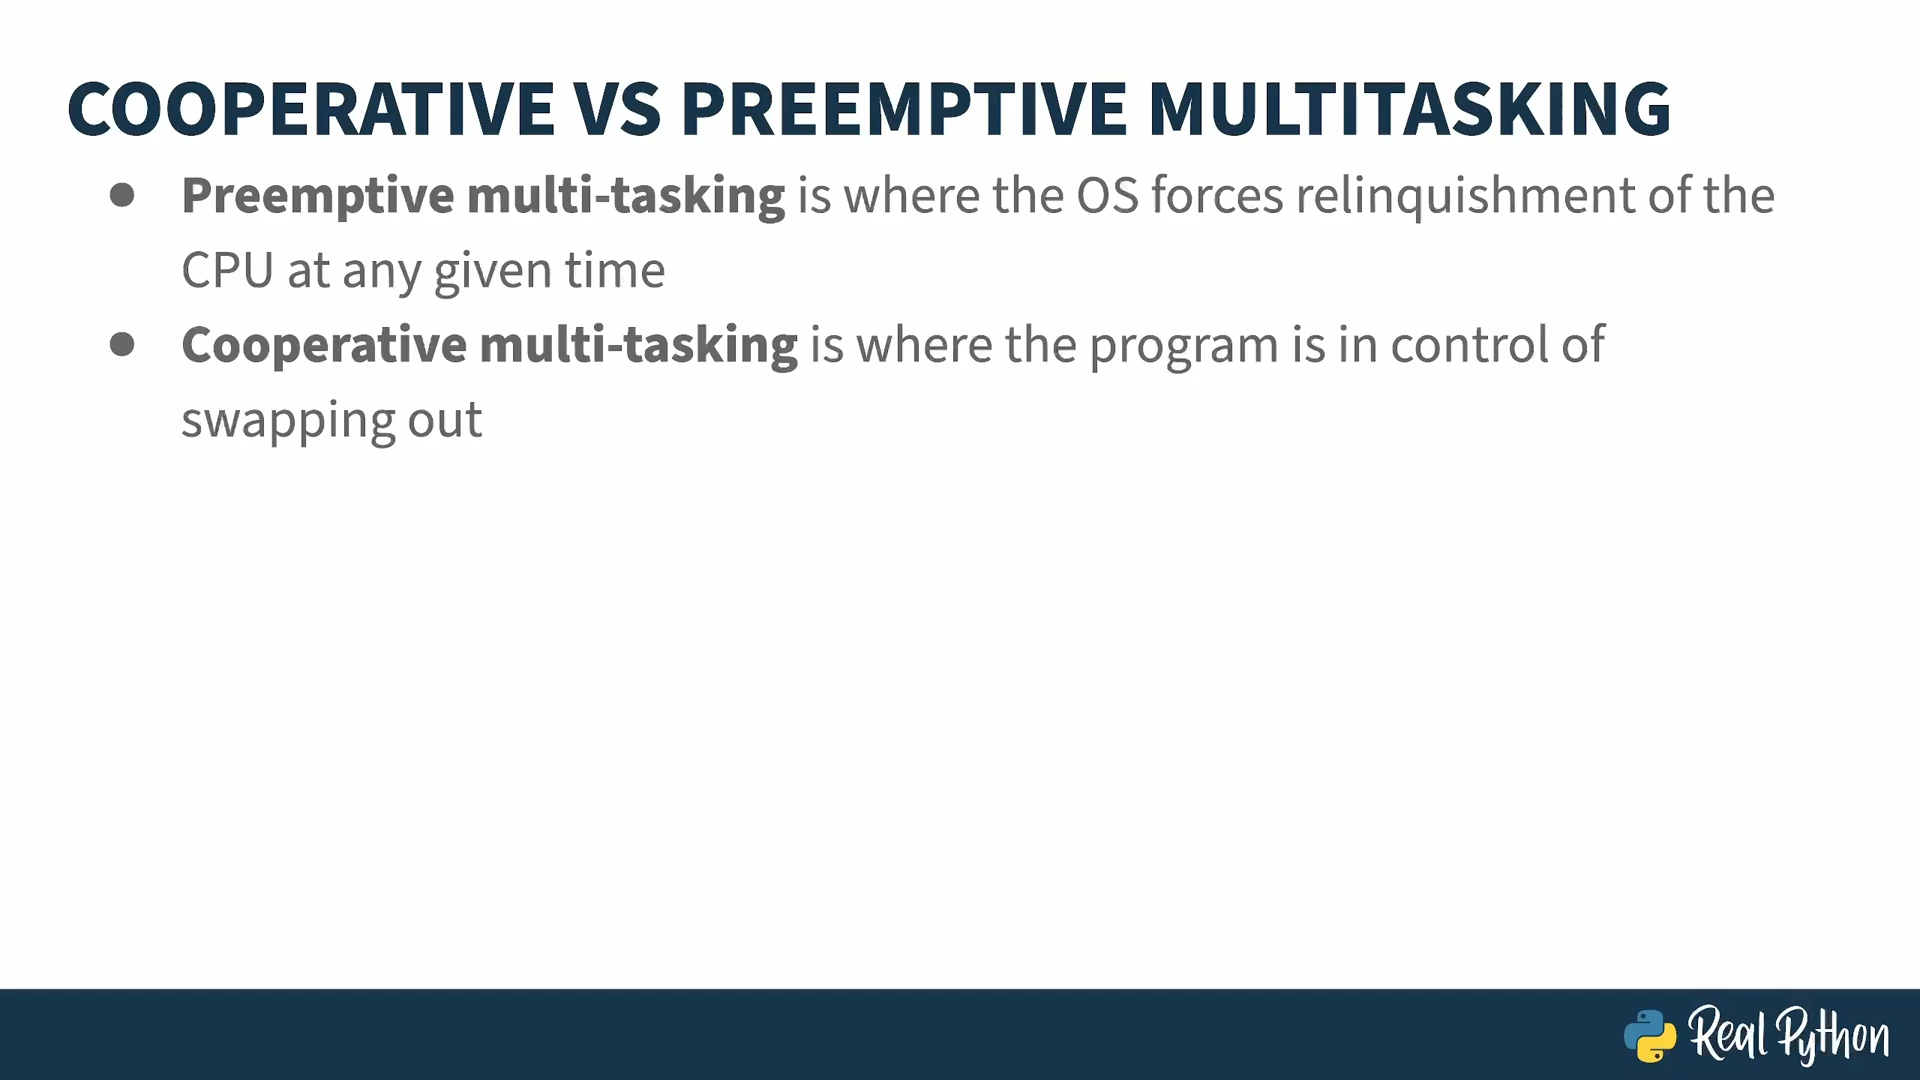 COOPERATIVE VS PREEMPTIVE MULTITASKING
● Preemptive multi-tasking is where the OS forces relinquishment of the
CPU at any given time
● Cooperative multi-tasking is where the program is in control of
swapping out
Real Python